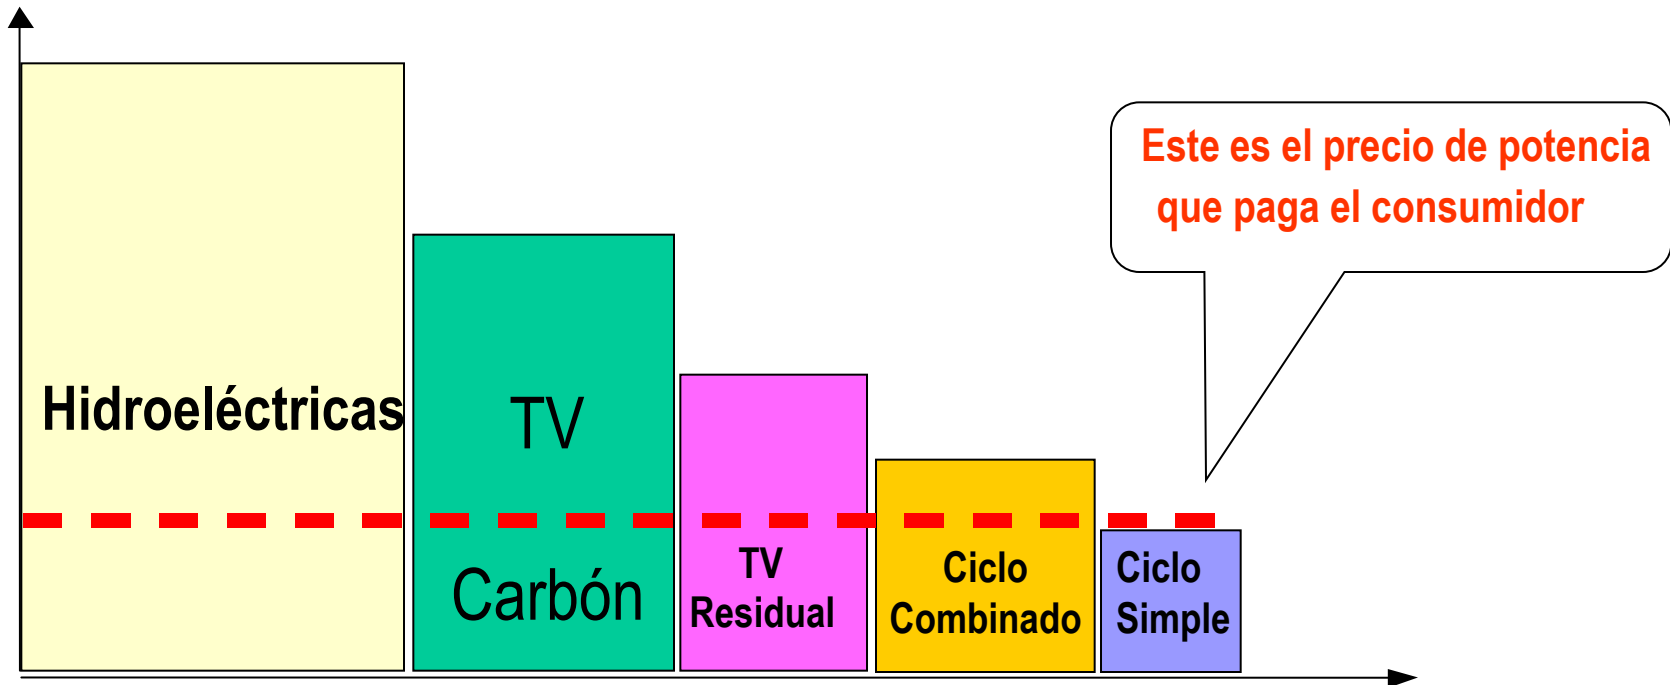 Este es el precio de potencia
que paga el consumidor
Hidroeléctricas
TV
Carbón
TV
Residual
Ciclo
Combinado
Ciclo
Simple